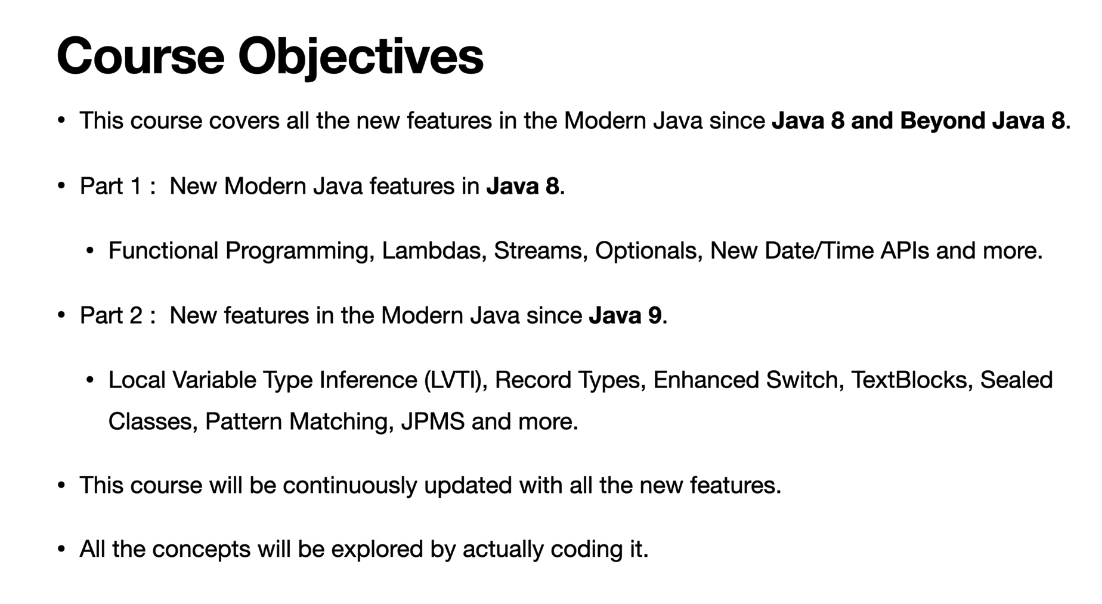 Course Objectives
• This course covers all the new features in the Modern Java since Java 8 and Beyond Java 8.
• Part 1 :  New Modern Java features in Java 8.
• Functional Programming, Lambdas, Streams, Optionals, New Date/Time APIs and more.
• Part 2 :  New features in the Modern Java since Java 9.
• Local Variable Type Inference (LVTI), Record Types, Enhanced Switch, TextBlocks, Sealed
Classes, Pattern Matching, JPMS and more.
• This course will be continuously updated with all the new features.
• All the concepts will be explored by actually coding it.